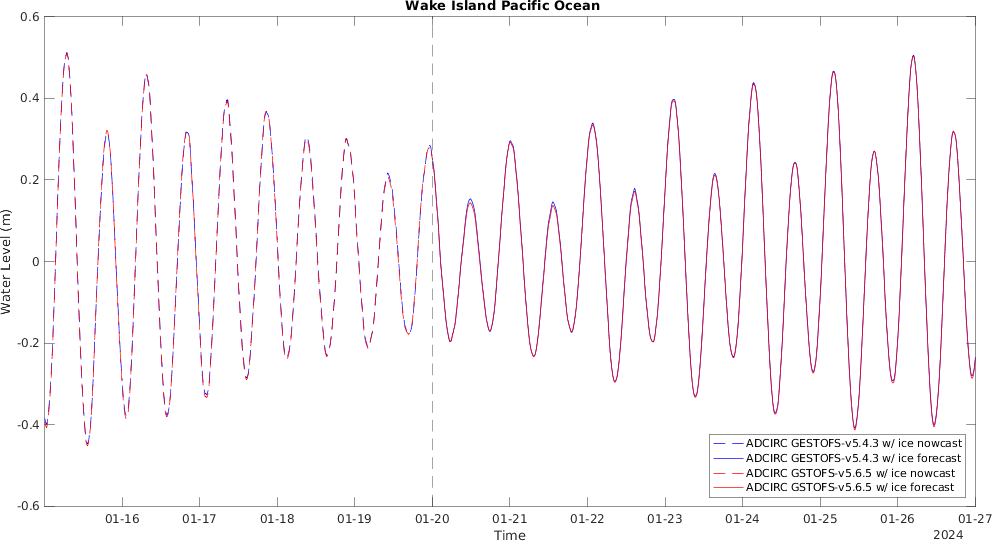 Wake Island Pacific Ocean
0.6
0.4
0.2
0
-0.2
-0.4
-0.6
Water Level (m)
ADCIRC GESTOFS-v5.4.3 w/ ice nowcast
ADCIRC GESTOFS-v5.4.3 w/ ice forecast
ADCIRC GSTOFS-v5.6.5 w/ ice nowcast
ADCIRC GSTOFS-v5.6.5 w/ ice forecast
01-16 01-17 01-18 01-19 01-20 01-21 01-22 01-23 01-24 01-25 01-26 01-27
Time
2024